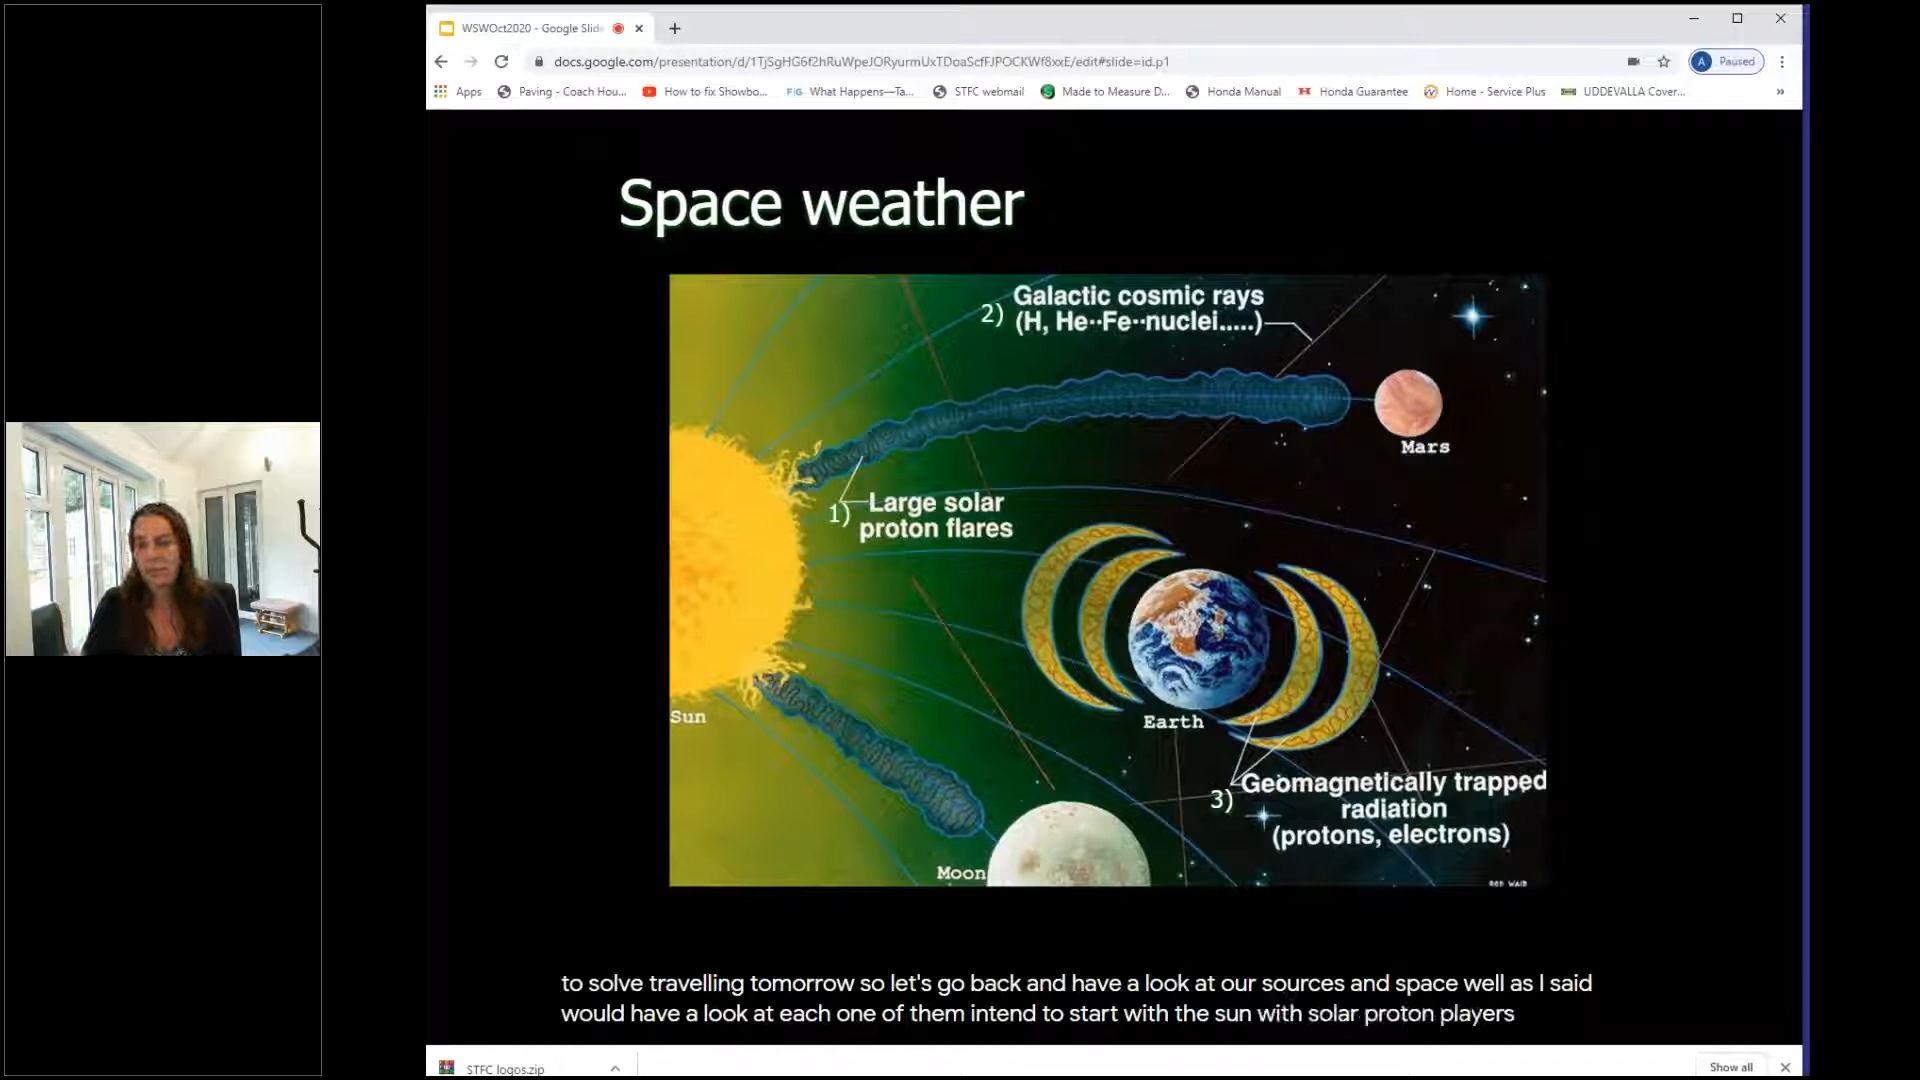 WSWOct2020 - Google Slid
docs.google.com/presentation/d/1TjSgHG6f2hRuWpeJORyurmUxTDoaScfFJPOCKWf8xxE/edit#slide=id.p1
A Paused
Apps
Paving - Coach Hou...
How to fix Showbo...
FIG What Happens—Ta...
STFC webmail
Made to Measure D...
Honda Manual
Honda Guarantee
Home - Service Plus
UDDEVALLA Cover...
»
Space weather
2) Galactic cosmic rays
(H, He··Fe··nuclei.....)
Mars
1) Large solar
proton flares
Sun
Earth
3) Geomagnetically trapped
radiation
(protons, electrons)
Moon
ROD WAID
to solve travelling tomorrow so let's go back and have a look at our sources and space well as I said
would have a look at each one of them intend to start with the sun with solar proton players
STFC logos.zip
Show all